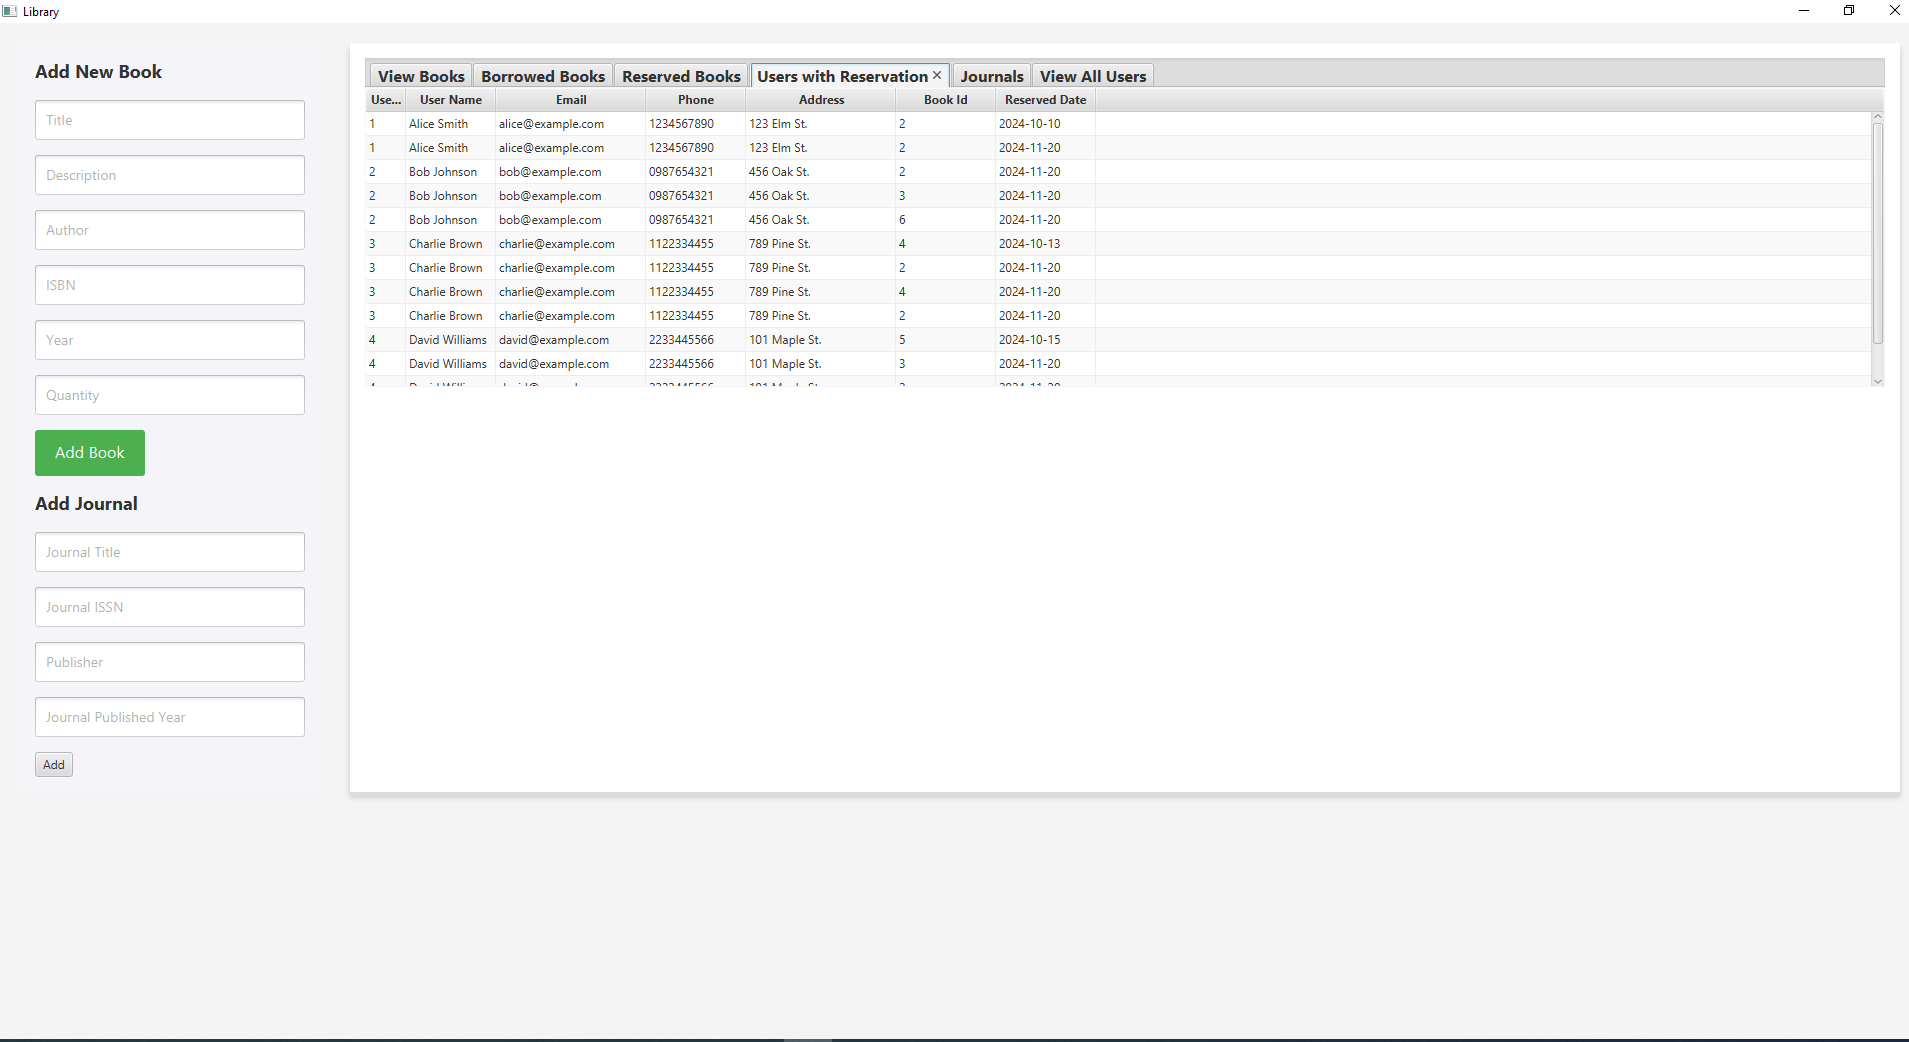 Library
Add New Book
Title
Description
Author
ISBN
Year
Quantity
Add Book
Add Journal
Journal Title
Journal ISSN
Publisher
Journal Published Year
Add
View Books Borrowed Books Reserved Books Users with Reservation Journals View All Users
Use... User Name Email Phone Address Book Id Reserved Date
1 Alice Smith alice@example.com 1234567890 123 Elm St. 2 2024-10-10
1 Alice Smith alice@example.com 1234567890 123 Elm St. 2 2024-11-20
2 Bob Johnson bob@example.com 0987654321 456 Oak St. 2 2024-11-20
2 Bob Johnson bob@example.com 0987654321 456 Oak St. 3 2024-11-20
2 Bob Johnson bob@example.com 0987654321 456 Oak St. 6 2024-11-20
3 Charlie Brown charlie@example.com 1122334455 789 Pine St. 4 2024-10-13
3 Charlie Brown charlie@example.com 1122334455 789 Pine St. 2 2024-11-20
3 Charlie Brown charlie@example.com 1122334455 789 Pine St. 4 2024-11-20
3 Charlie Brown charlie@example.com 1122334455 789 Pine St. 2 2024-11-20
4 David Williams david@example.com 2233445566 101 Maple St. 5 2024-10-15
4 David Williams david@example.com 2233445566 101 Maple St. 3 2024-11-20